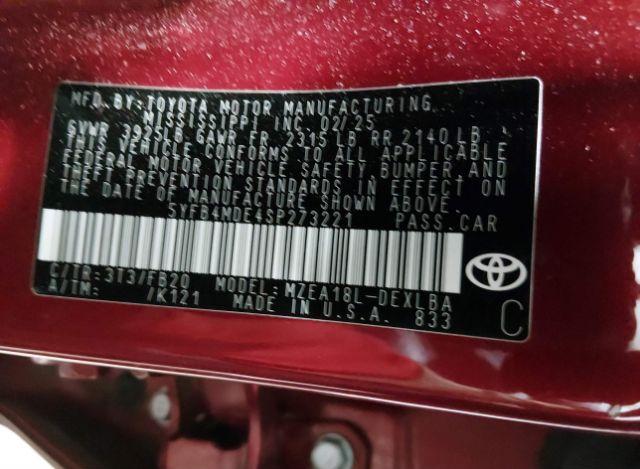 MFD. BY: TOYOTA MOTOR MANUFACTURING,
MISSISSIPPI, INC. 02/25
GVWR 3925LB GAWR FR 2315LB RR 2140LB
THIS VEHICLE CONFORMS TO ALL APPLICABLE
FEDERAL MOTOR VEHICLE SAFETY, BUMPER, AND
THEFT PREVENTION STANDARDS IN EFFECT ON
THE DATE OF MANUFACTURE SHOWN ABOVE.
5YFB4MDE4SP273221 PASS.CAR
C/TR: 3T3/FB20 MODEL: MZEA18L-DEXLBA
A/TM: /K121 MADE IN U.S.A. 833
C